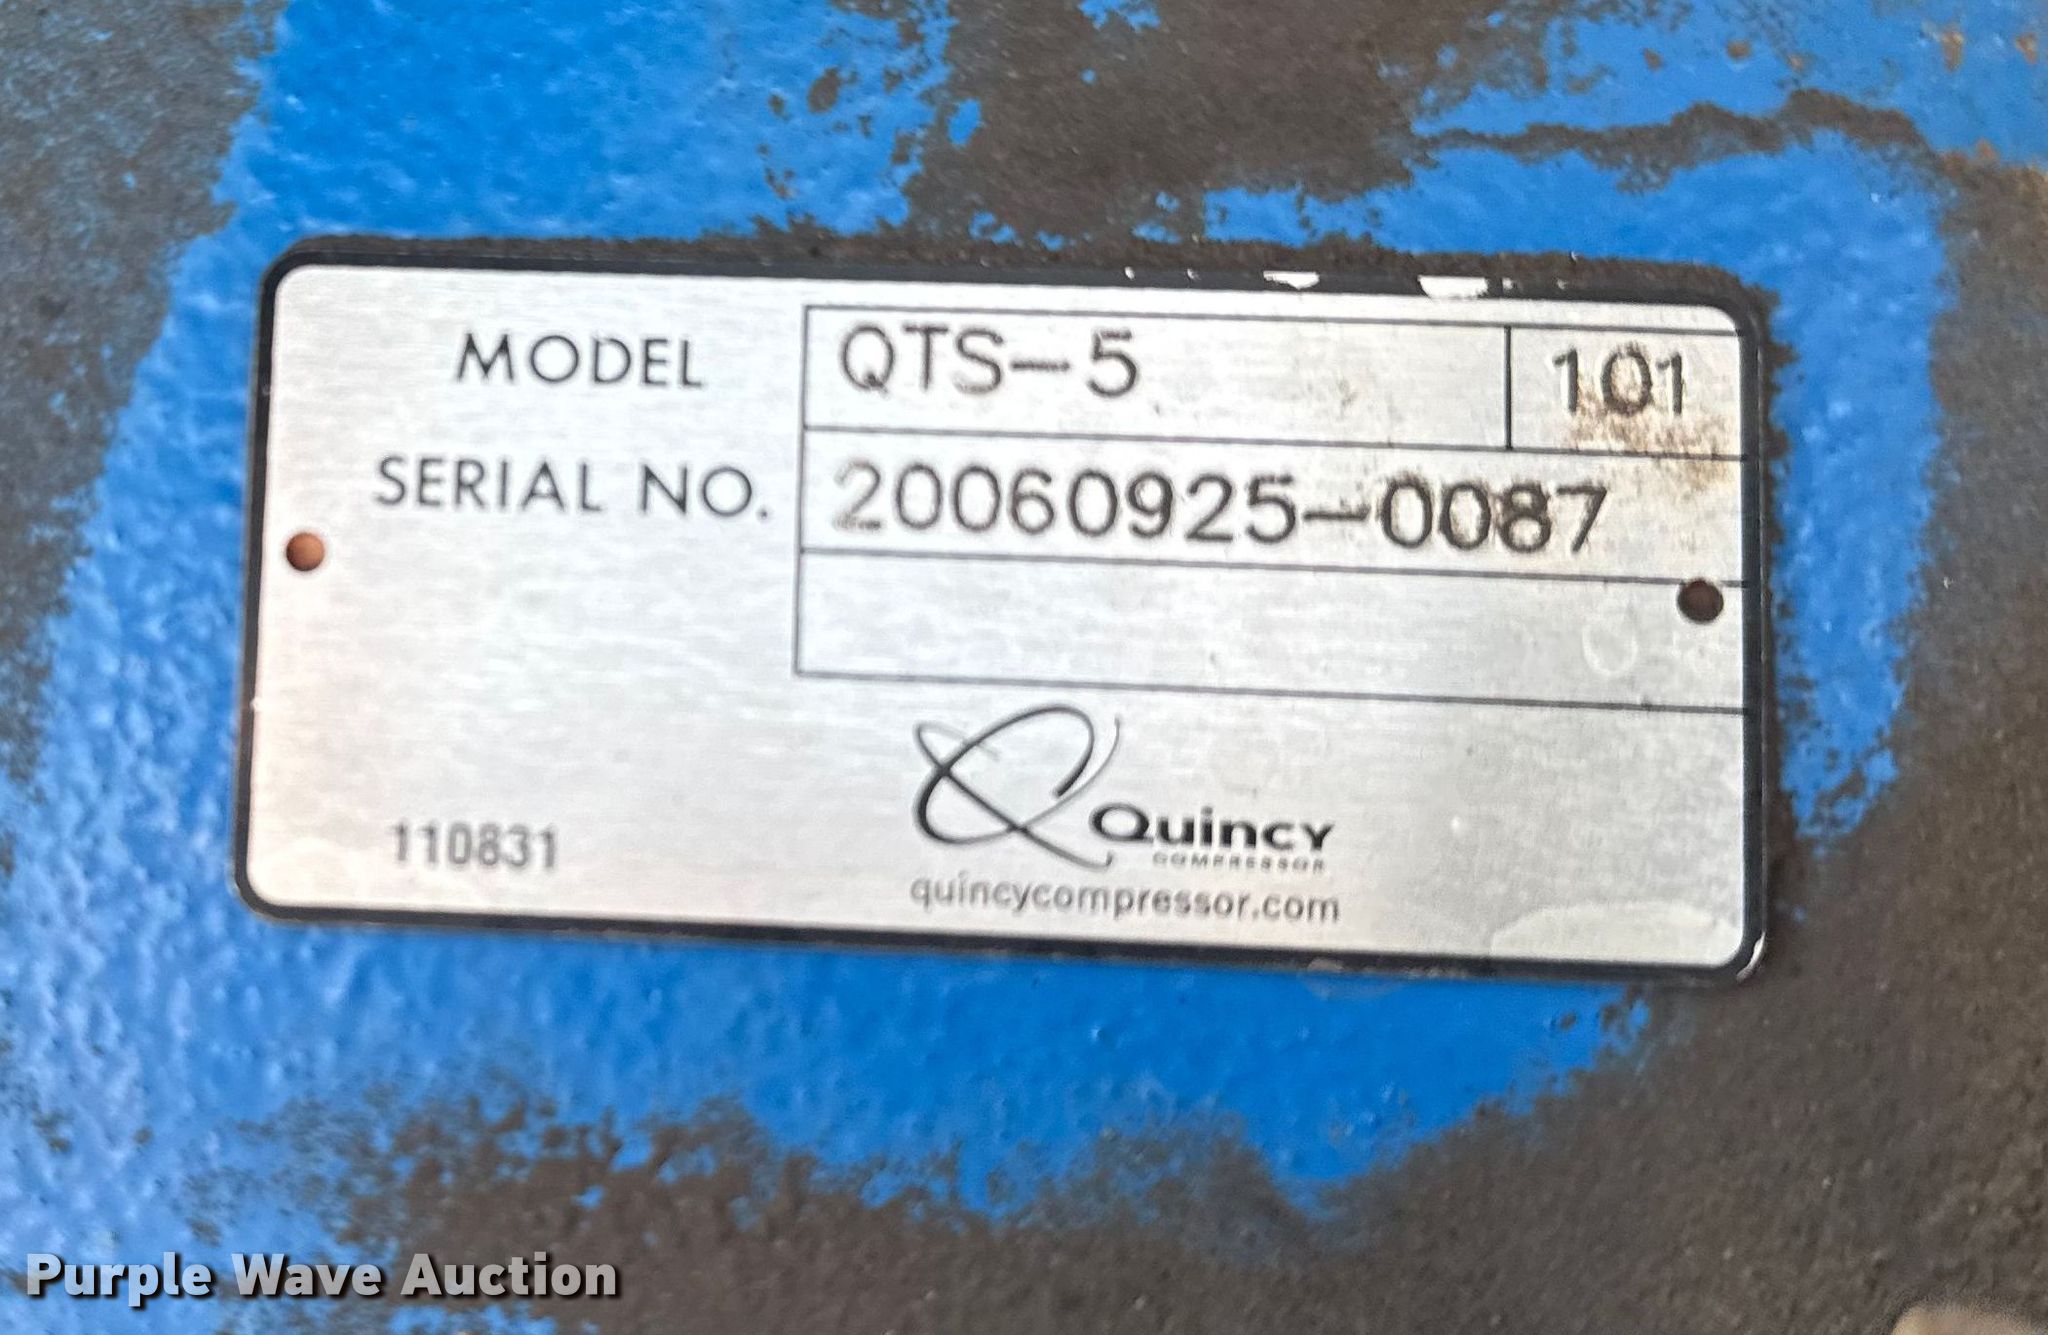 MODEL QTS-5 101
SERIAL NO. 20060925-0087
110831
Quincy
COMPRESSOR
quincycompressor.com
Purple Wave Auction